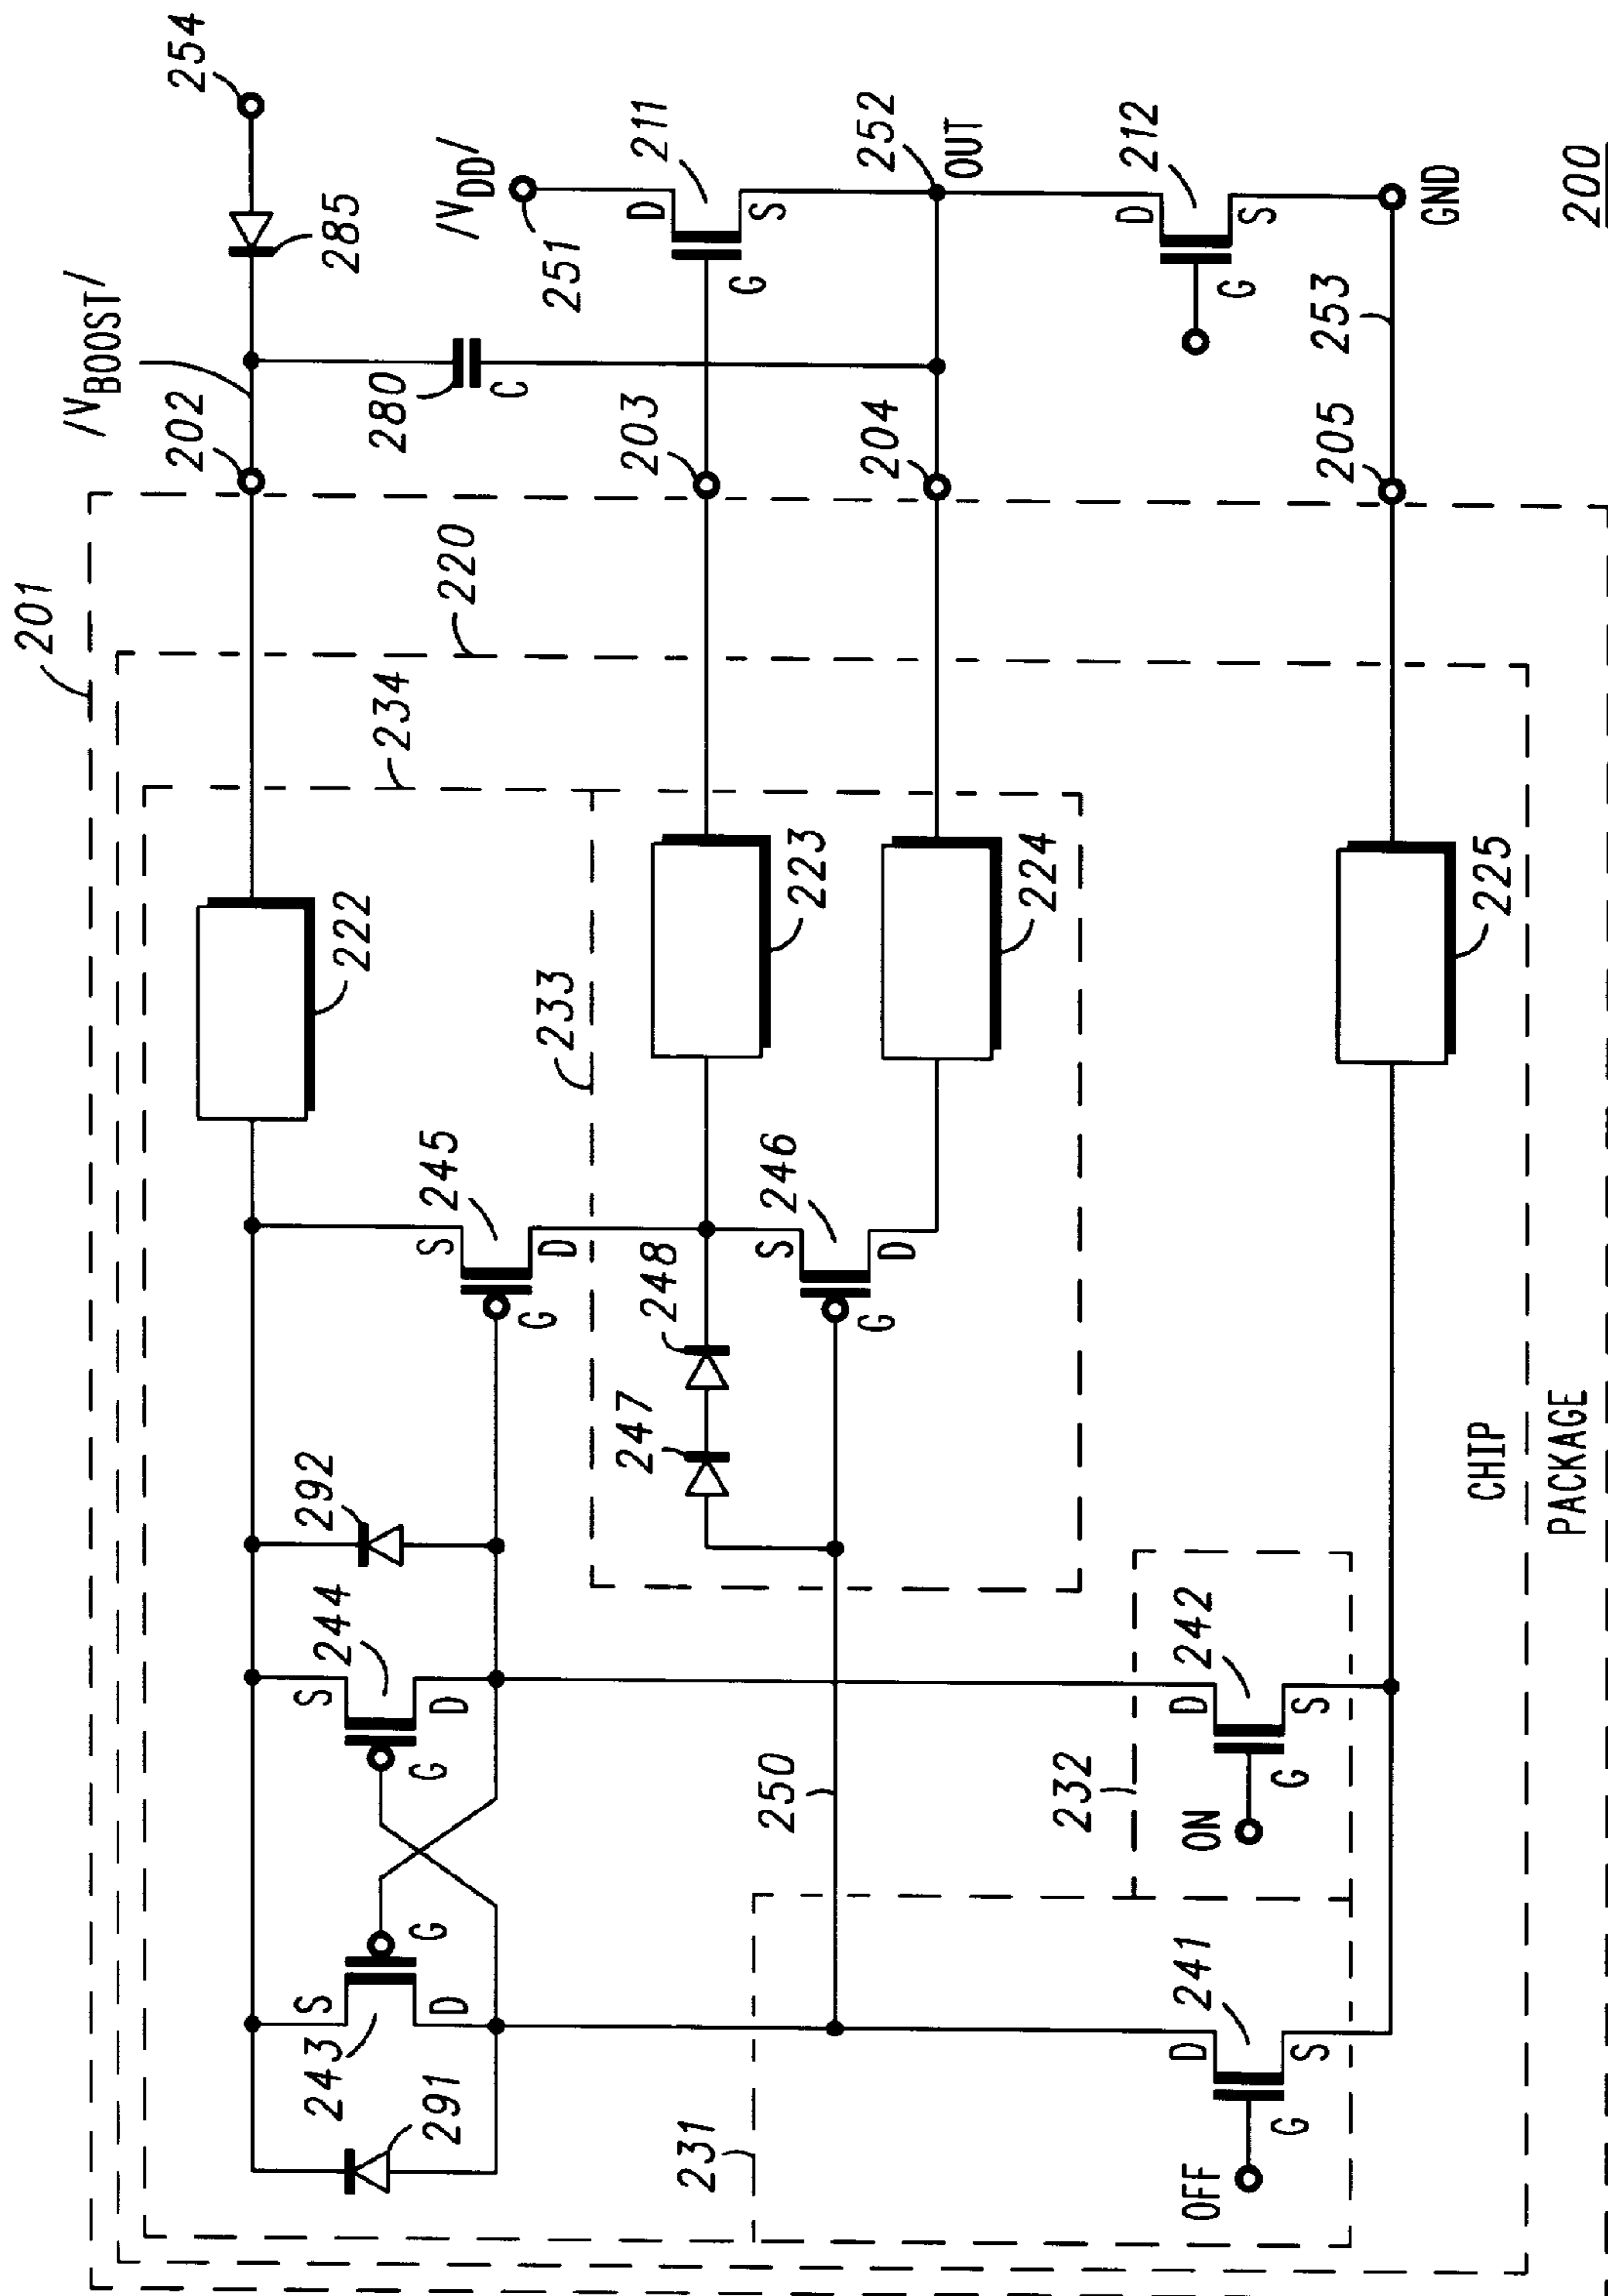 201
/VBOOST/
202
254
285
220
234
280
C
/VDD/
251
D
211
G
S
222
203
252
OUT
291
243
S
G
D
244
S
G
D
292
245
S
G
D
233
247
248
223
204
D
212
G
S
246
S
G
D
224
205
253
GND
250
231
232
225
OFF
D
241
G
S
ON
D
242
G
S
CHIP
PACKAGE
200